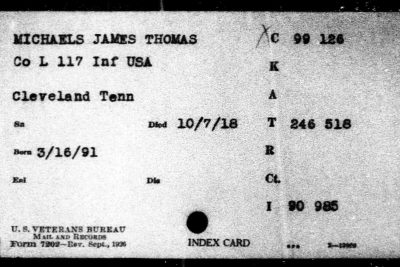 MICHAELS JAMES THOMAS
Co L 117 Inf USA
Cleveland Tenn
Sn Died 10/7/18
Born 3/16/91
Enl Dis
U. S. VETERANS BUREAU
MAIL AND RECORDS
Form 7202—Rev. Sept., 1926
INDEX CARD
X C 99 126
K
A
T 246 518
R
Ct.
I 90 985